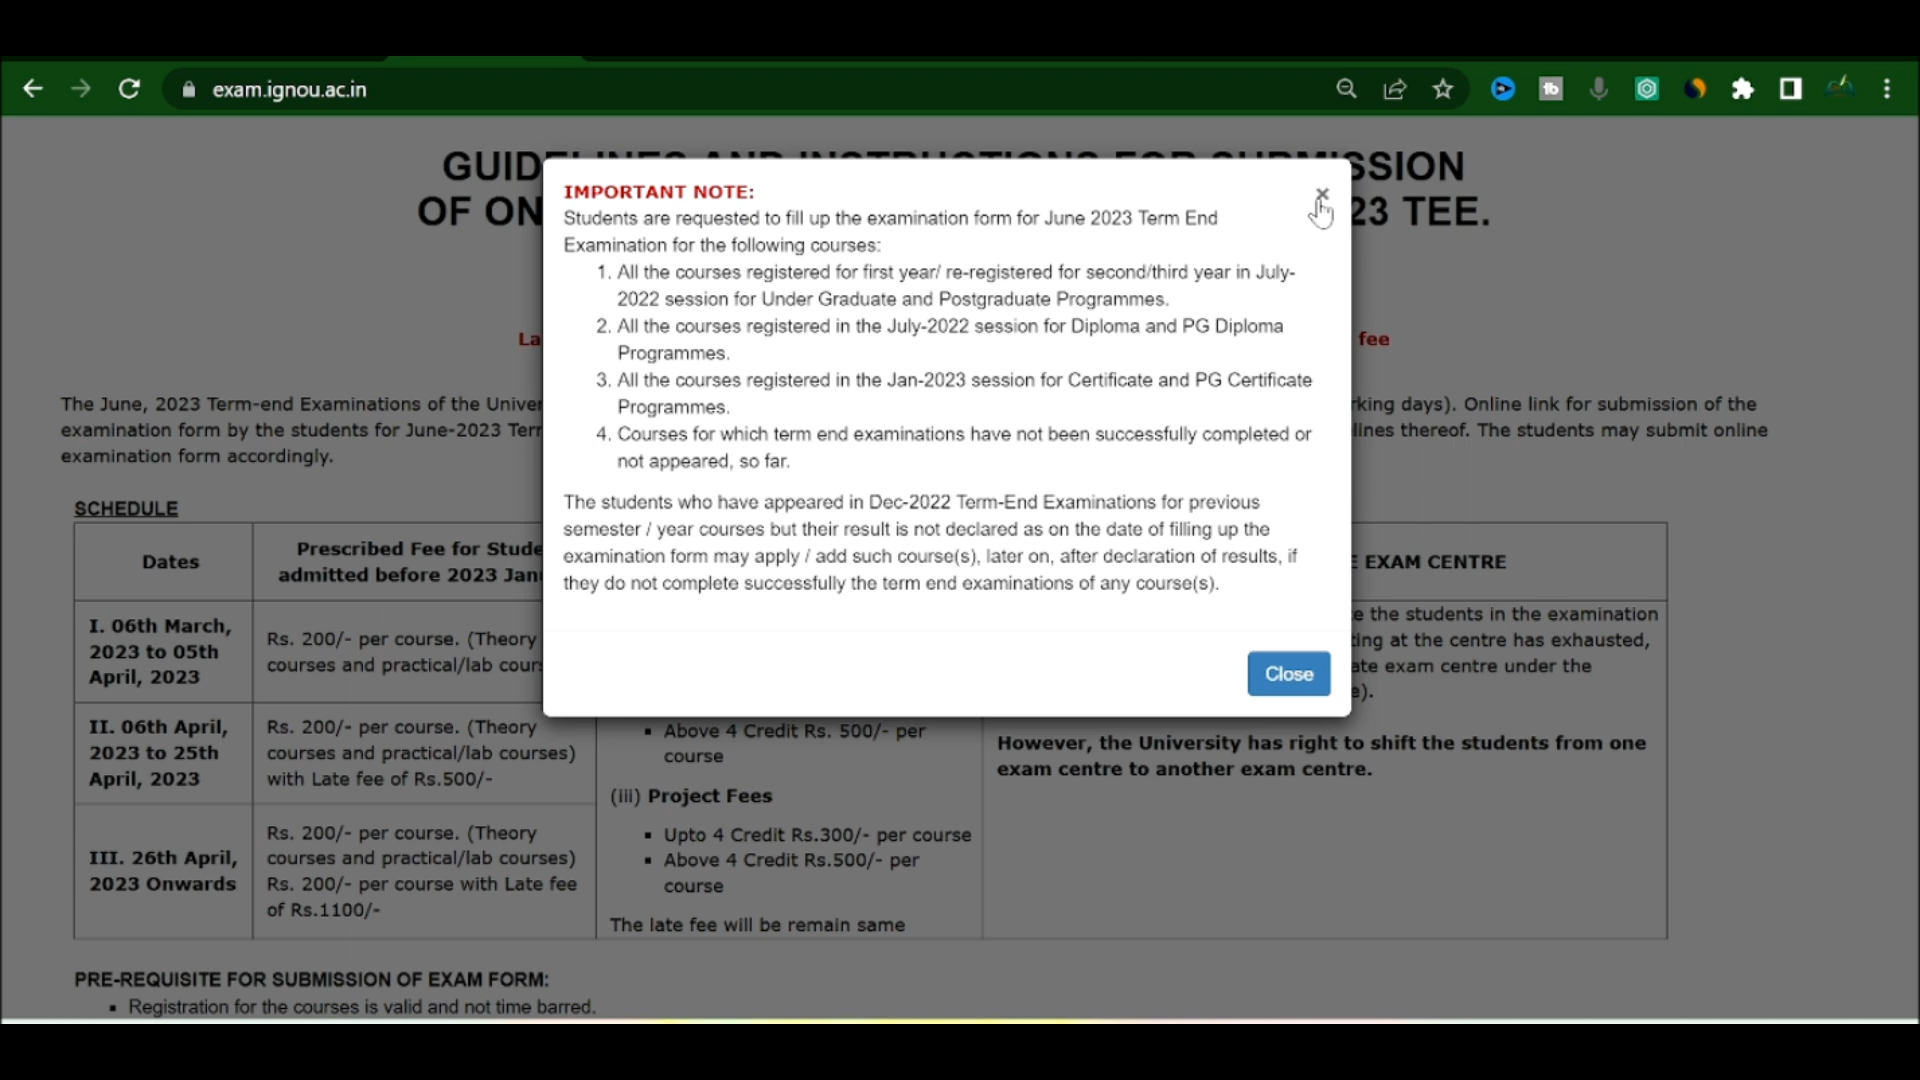 exam.ignou.ac.in
GUIDELINES AND INSTRUCTIONS FOR SUBMISSION
OF ON 23 TEE.
IMPORTANT NOTE:
×
Students are requested to fill up the examination form for June 2023 Term End
Examination for the following courses:
1. All the courses registered for first year/ re-registered for second/third year in July-
2022 session for Under Graduate and Postgraduate Programmes.
2. All the courses registered in the July-2022 session for Diploma and PG Diploma
Programmes.
3. All the courses registered in the Jan-2023 session for Certificate and PG Certificate
Programmes.
4. Courses for which term end examinations have not been successfully completed or
not appeared, so far.
The students who have appeared in Dec-2022 Term-End Examinations for previous
semester / year courses but their result is not declared as on the date of filling up the
examination form may apply / add such course(s), later on, after declaration of results, if
they do not complete successfully the term end examinations of any course(s).
Close
La fee
The June, 2023 Term-end Examinations of the Univer rking days). Online link for submission of the
examination form by the students for June-2023 Terr lines thereof. The students may submit online
examination form accordingly.
SCHEDULE
Dates
Prescribed Fee for Stude
admitted before 2023 Jan
E EXAM CENTRE
I. 06th March,
2023 to 05th
April, 2023
Rs. 200/- per course. (Theory
courses and practical/lab cour
e the students in the examination
ting at the centre has exhausted,
ate exam centre under the
e).
II. 06th April,
2023 to 25th
April, 2023
Rs. 200/- per course. (Theory
courses and practical/lab courses)
with Late fee of Rs.500/-
▪ Above 4 Credit Rs. 500/- per
course
(iii) Project Fees
▪ Upto 4 Credit Rs.300/- per course
▪ Above 4 Credit Rs.500/- per
course
The late fee will be remain same
However, the University has right to shift the students from one
exam centre to another exam centre.
III. 26th April,
2023 Onwards
Rs. 200/- per course. (Theory
courses and practical/lab courses)
Rs. 200/- per course with Late fee
of Rs.1100/-
PRE-REQUISITE FOR SUBMISSION OF EXAM FORM:
▪ Registration for the courses is valid and not time barred.